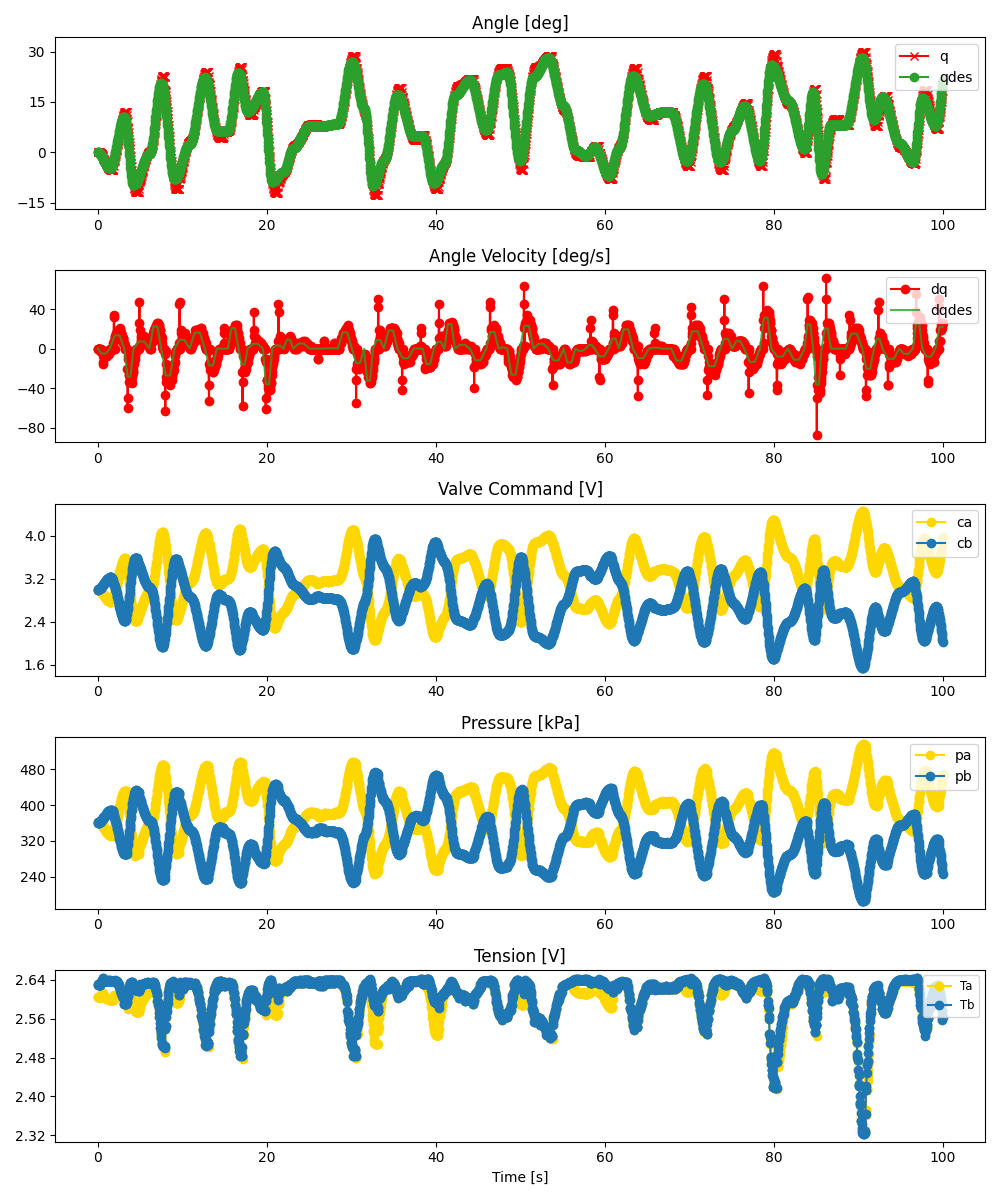 Angle [deg]
30
15
0
−15
q
qdes
0 20 40 60 80 100
Angle Velocity [deg/s]
40
0
−40
−80
dq
dqdes
0 20 40 60 80 100
Valve Command [V]
4.0
3.2
2.4
1.6
ca
cb
0 20 40 60 80 100
Pressure [kPa]
480
400
320
240
pa
pb
0 20 40 60 80 100
Tension [V]
2.64
2.56
2.48
2.40
2.32
Ta
Tb
0 20 40 60 80 100
Time [s]